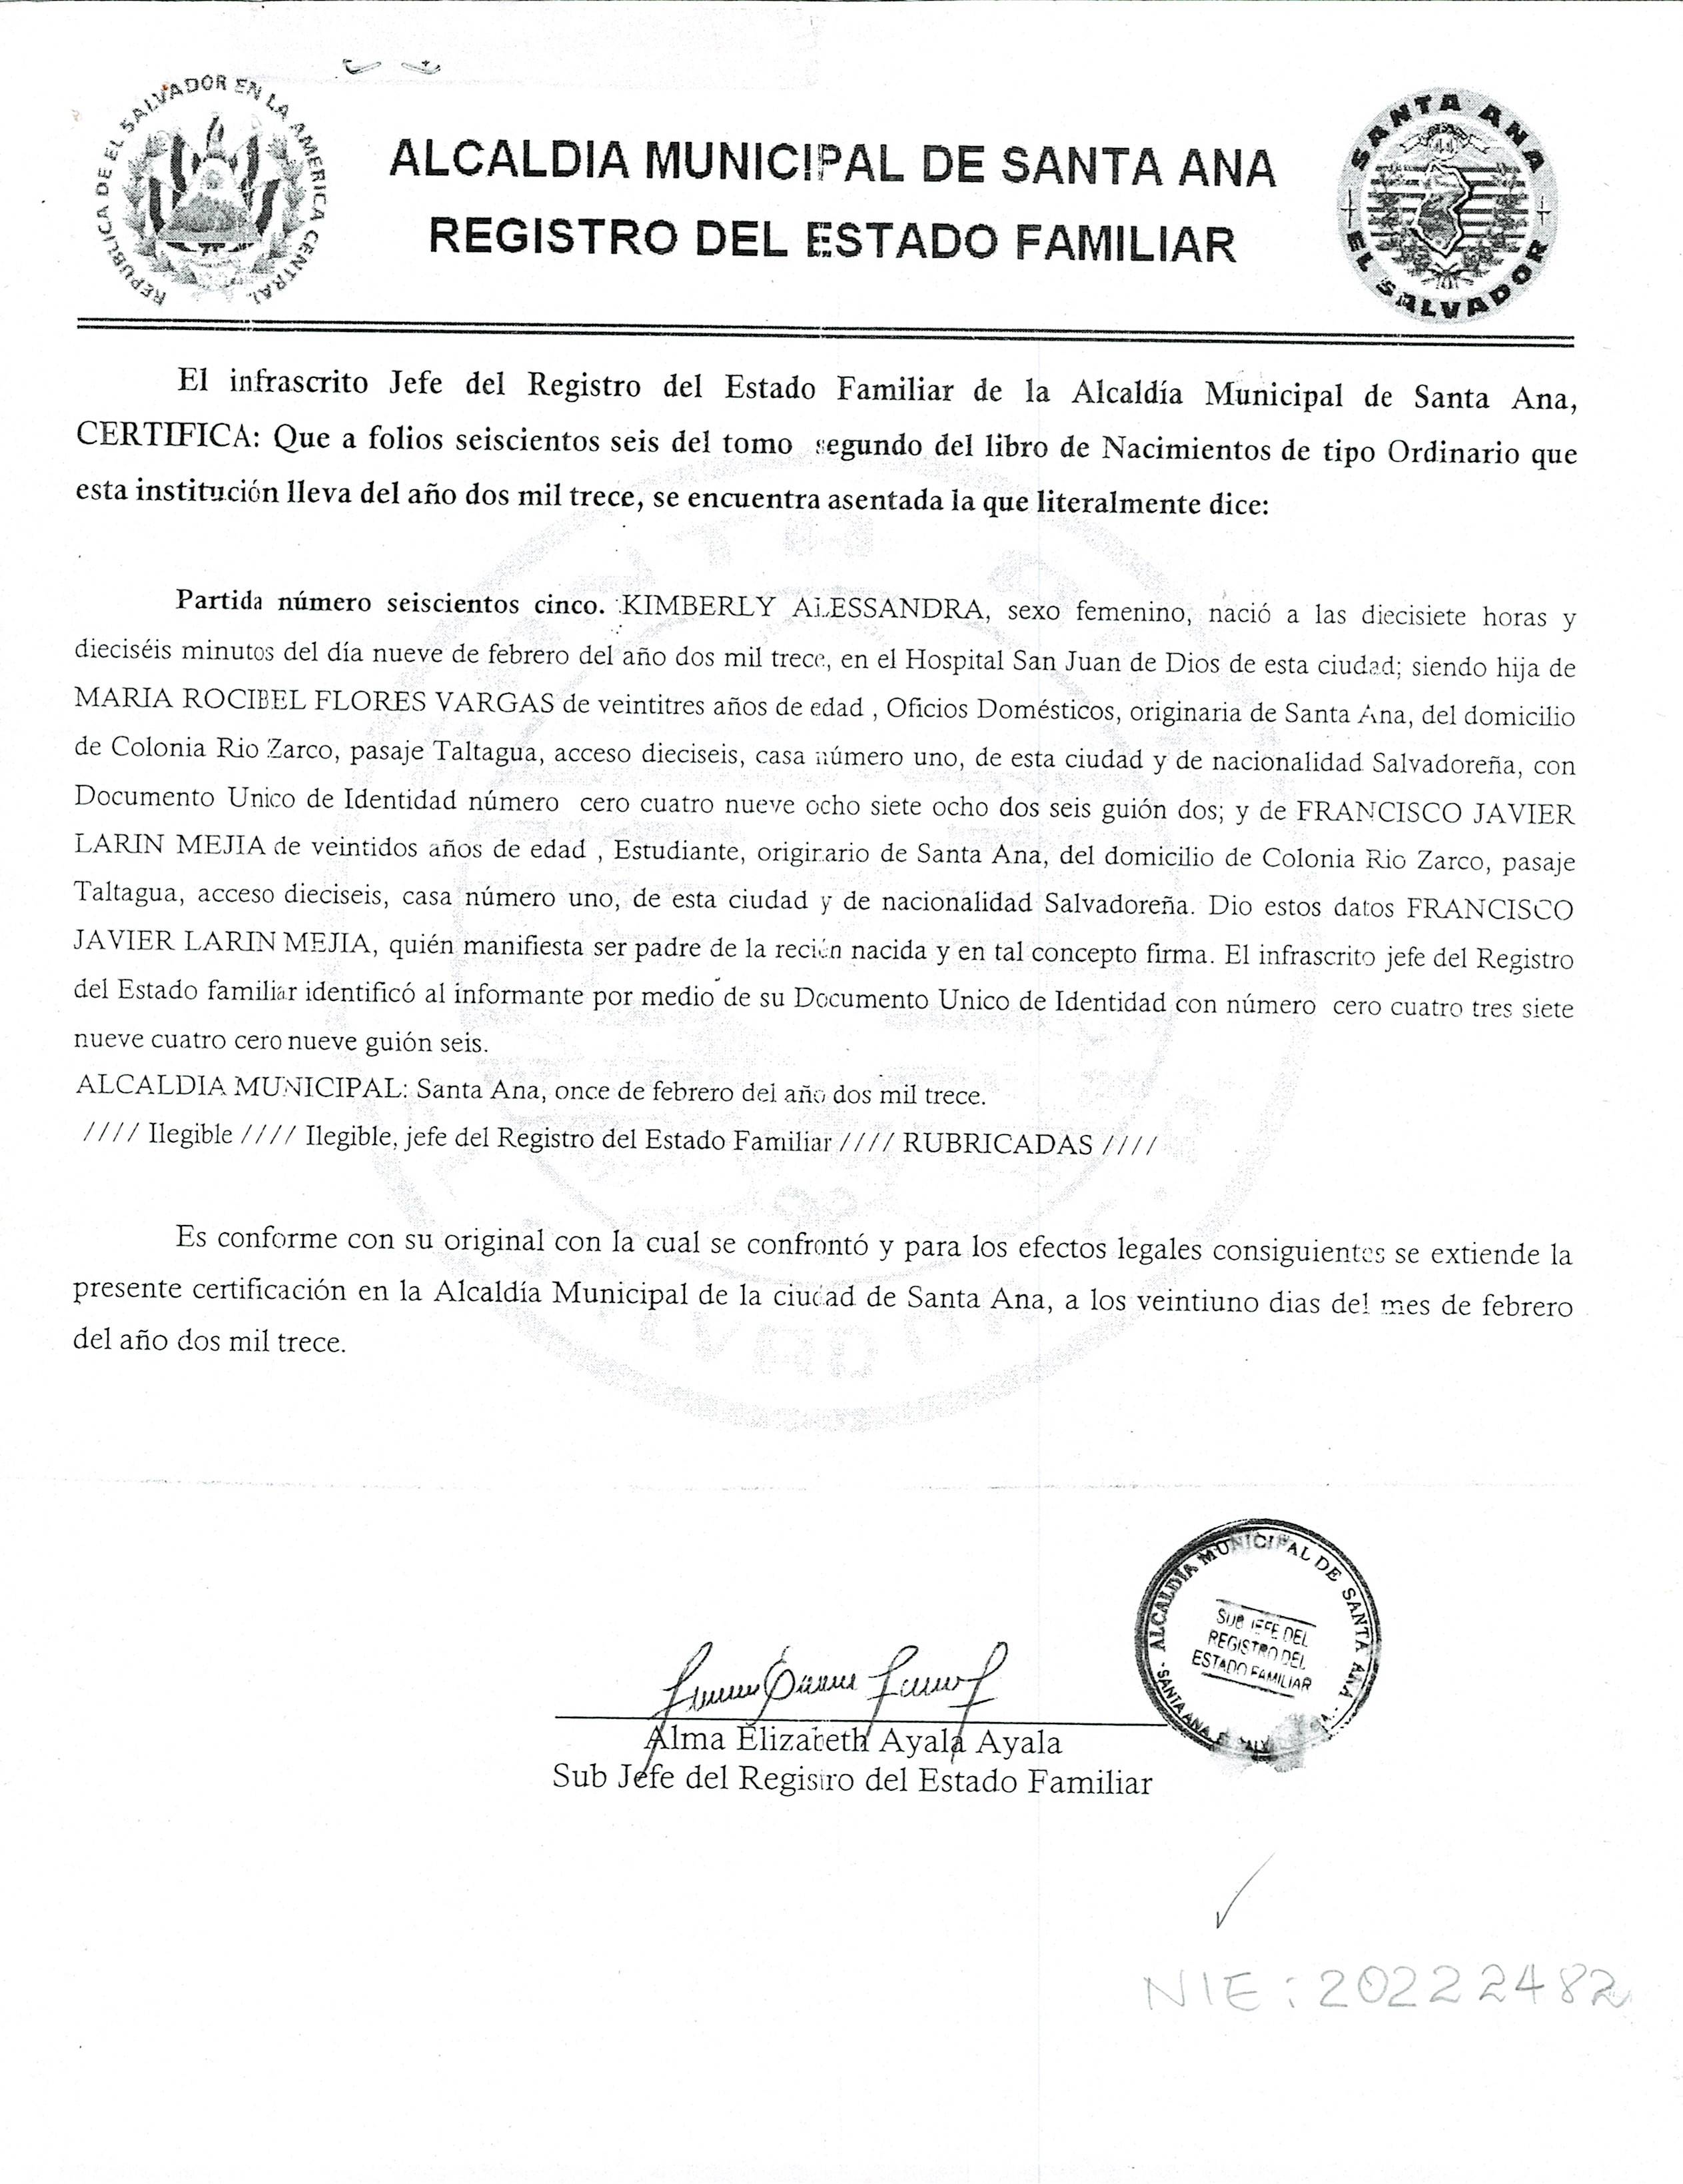 REPUBLICA DE EL SALVADOR EN LA AMERICA CENTRAL
SANTA ANA
EL SALVADOR
ALCALDIA MUNICIPAL DE SANTA ANA
REGISTRO DEL ESTADO FAMILIAR
El infrascrito Jefe del Registro del Estado Familiar de la Alcaldía Municipal de Santa Ana,
CERTIFICA: Que a folios seiscientos seis del tomo segundo del libro de Nacimientos de tipo Ordinario que
esta institución lleva del año dos mil trece, se encuentra asentada la que literalmente dice:
Partida número seiscientos cinco. KIMBERLY ALESSANDRA, sexo femenino, nació a las diecisiete horas y
dieciséis minutos del día nueve de febrero del año dos mil trece, en el Hospital San Juan de Dios de esta ciudad; siendo hija de
MARIA ROCIBEL FLORES VARGAS de veintitres años de edad , Oficios Domésticos, originaria de Santa Ana, del domicilio
de Colonia Rio Zarco, pasaje Taltagua, acceso dieciseis, casa número uno, de esta ciudad y de nacionalidad Salvadoreña, con
Documento Unico de Identidad número cero cuatro nueve ocho siete ocho dos seis guión dos; y de FRANCISCO JAVIER
LARIN MEJIA de veintidos años de edad , Estudiante, originario de Santa Ana, del domicilio de Colonia Rio Zarco, pasaje
Taltagua, acceso dieciseis, casa número uno, de esta ciudad y de nacionalidad Salvadoreña. Dio estos datos FRANCISCO
JAVIER LARIN MEJIA, quién manifiesta ser padre de la recién nacida y en tal concepto firma. El infrascrito jefe del Registro
del Estado familiar identificó al informante por medio de su Documento Unico de Identidad con número cero cuatro tres siete
nueve cuatro cero nueve guión seis.
ALCALDIA MUNICIPAL: Santa Ana, once de febrero del año dos mil trece.
//// Ilegible //// Ilegible, jefe del Registro del Estado Familiar //// RUBRICADAS ////
Es conforme con su original con la cual se confrontó y para los efectos legales consiguientes se extiende la
presente certificación en la Alcaldía Municipal de la ciudad de Santa Ana, a los veintiuno dias del mes de febrero
del año dos mil trece.
ALCALDIA MUNICIPAL DE SANTA ANA
SUB JEFE DEL
REGISTRO DEL
ESTADO FAMILIAR
SANTA ANA
Alma Elizabeth Ayala Ayala
Sub Jefe del Registro del Estado Familiar
NIE: 20222482